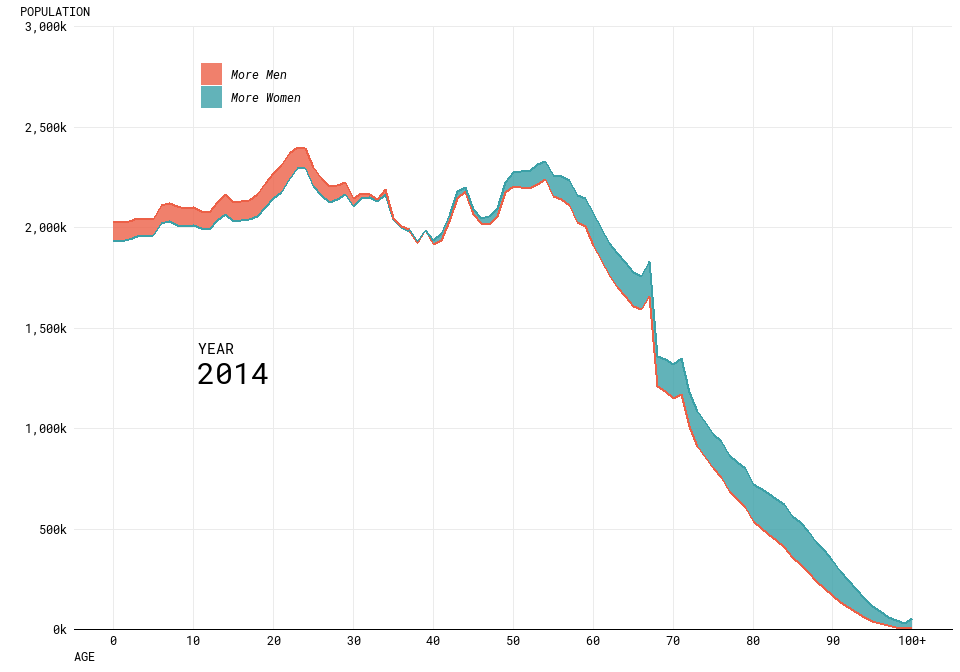 POPULATION
3,000k
More Men
More Women
2,500k
2,000k
1,500k
YEAR
2014
1,000k
500k
0k
0 10 20 30 40 50 60 70 80 90 100+
AGE